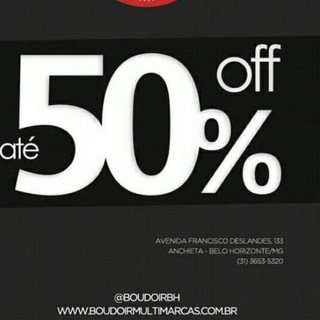 até 50% off
AVENIDA FRANCISCO DESLANDES, 133
ANCHIETA - BELO HORIZONTE/MG
(31) 3653-5320
@BOUDOIRBH
WWW.BOUDOIRMULTIMARCAS.COM.BR